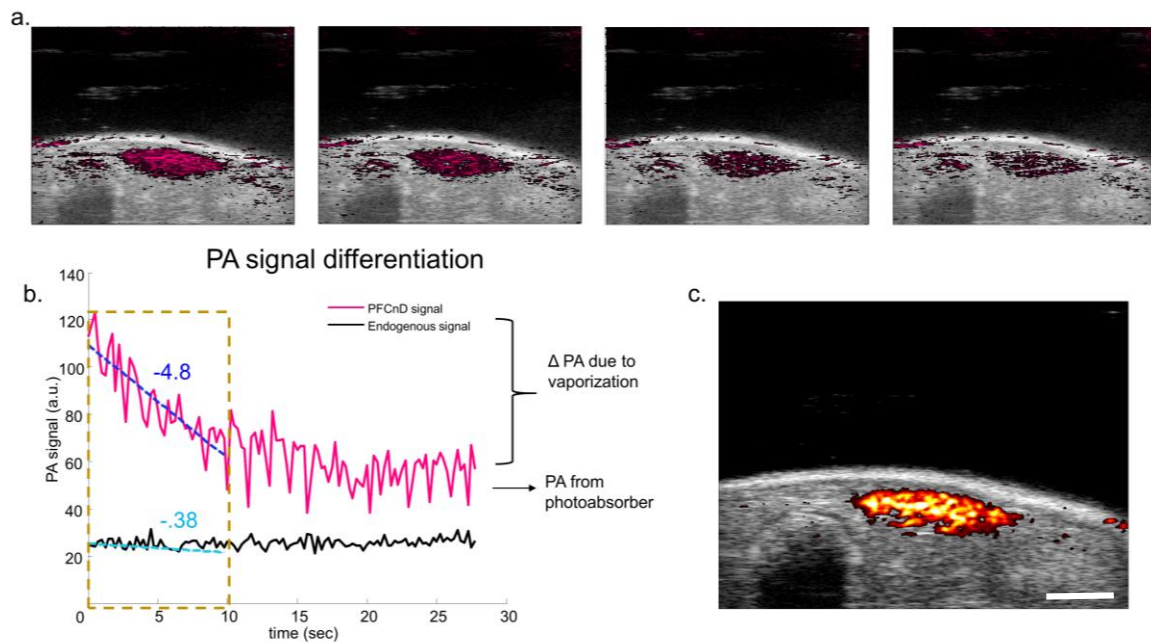 a.
PA signal differentiation
b.
140
120
100
80
60
40
20
PA signal (a.u.)
-4.8
-.38
PFCnD signal
Endogenous signal
Δ PA due to
vaporization
PA from
photoabsorber
5
10
15
20
25
30
time (sec)
c.